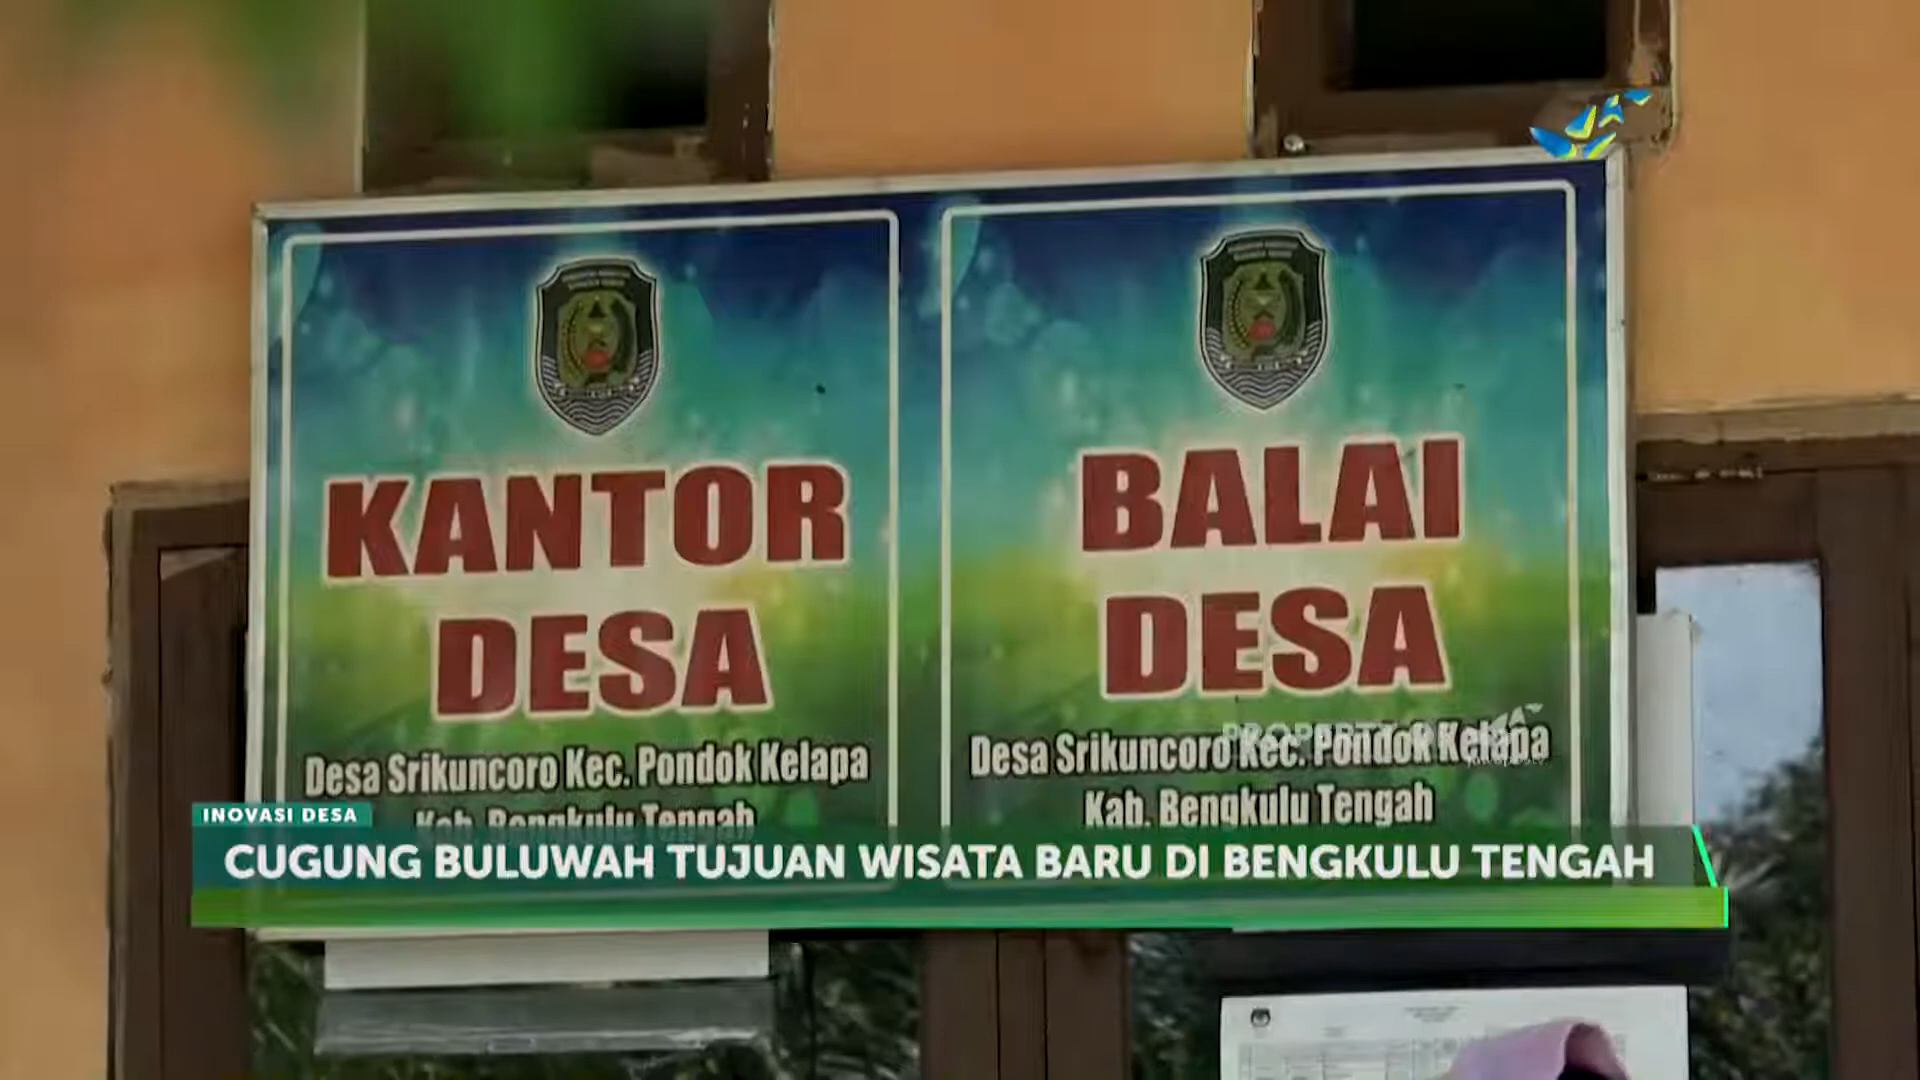 KANTOR
DESA
Desa Srikuncoro Kec. Pondok Kelapa
Kab. Bengkulu Tengah
BALAI
DESA
Desa Srikuncoro Kec. Pondok Kelapa
Kab. Bengkulu Tengah
PROPERTY
INOVASI DESA
CUGUNG BULUWAH TUJUAN WISATA BARU DI BENGKULU TENGAH